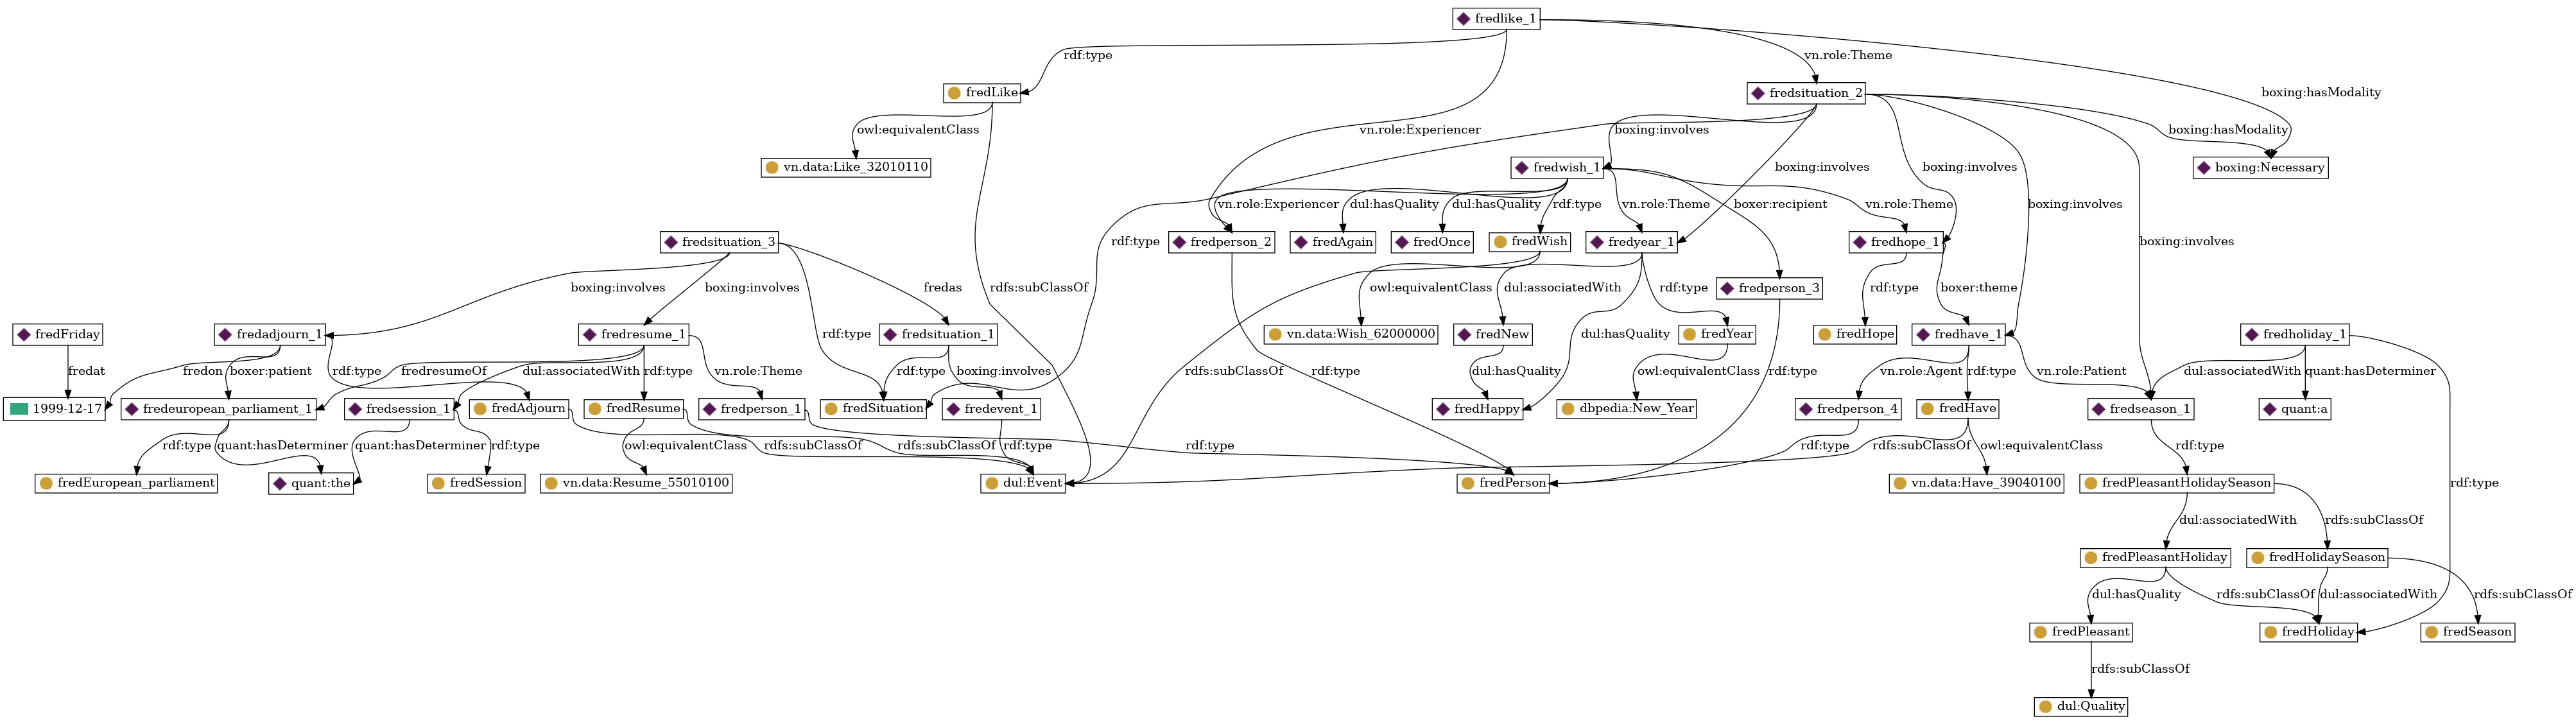 fredlike_1
rdf:type
vn.role:Theme
fredLike
fredsituation_2
boxing:hasModality
owl:equivalentClass
vn.role:Experiencer
boxing:involves
boxing:hasModality
vn.data:Like_32010110
fredwish_1
boxing:involves
boxing:involves
boxing:Necessary
vn.role:Experiencer
dul:hasQuality
dul:hasQuality
rdf:type
vn.role:Theme
boxer:recipient
vn.role:Theme
boxing:involves
fredsituation_3
rdf:type
fredperson_2
fredAgain
fredOnce
fredWish
fredyear_1
fredhope_1
boxing:involves
boxing:involves
boxing:involves
fredas
rdfs:subClassOf
owl:equivalentClass
dul:associatedWith
rdf:type
fredperson_3
rdf:type
boxer:theme
fredFriday
fredadjourn_1
fredresume_1
rdf:type
fredsituation_1
vn.data:Wish_62000000
fredNew
dul:hasQuality
fredYear
fredHope
fredhave_1
fredholiday_1
fredat
fredon
boxer:patient
rdf:type
fredresumeOf
dul:associatedWith
rdf:type
vn.role:Theme
rdf:type
boxing:involves
rdfs:subClassOf
rdf:type
dul:hasQuality
owl:equivalentClass
rdf:type
vn.role:Agent
rdf:type
vn.role:Patient
dul:associatedWith
quant:hasDeterminer
1999-12-17
fredeuropean_parliament_1
fredsession_1
fredAdjourn
fredResume
fredperson_1
fredSituation
fredevent_1
fredHappy
dbpedia:New_Year
fredperson_4
fredHave
fredseason_1
quant:a
rdf:type
quant:hasDeterminer
quant:hasDeterminer
rdf:type
owl:equivalentClass
rdfs:subClassOf
rdfs:subClassOf
rdf:type
rdf:type
rdf:type
rdfs:subClassOf
owl:equivalentClass
rdf:type
fredEuropean_parliament
quant:the
fredSession
vn.data:Resume_55010100
dul:Event
fredPerson
vn.data:Have_39040100
fredPleasantHolidaySeason
rdf:type
dul:associatedWith
rdfs:subClassOf
fredPleasantHoliday
fredHolidaySeason
dul:hasQuality
rdfs:subClassOf
dul:associatedWith
rdfs:subClassOf
fredPleasant
fredHoliday
fredSeason
rdfs:subClassOf
dul:Quality